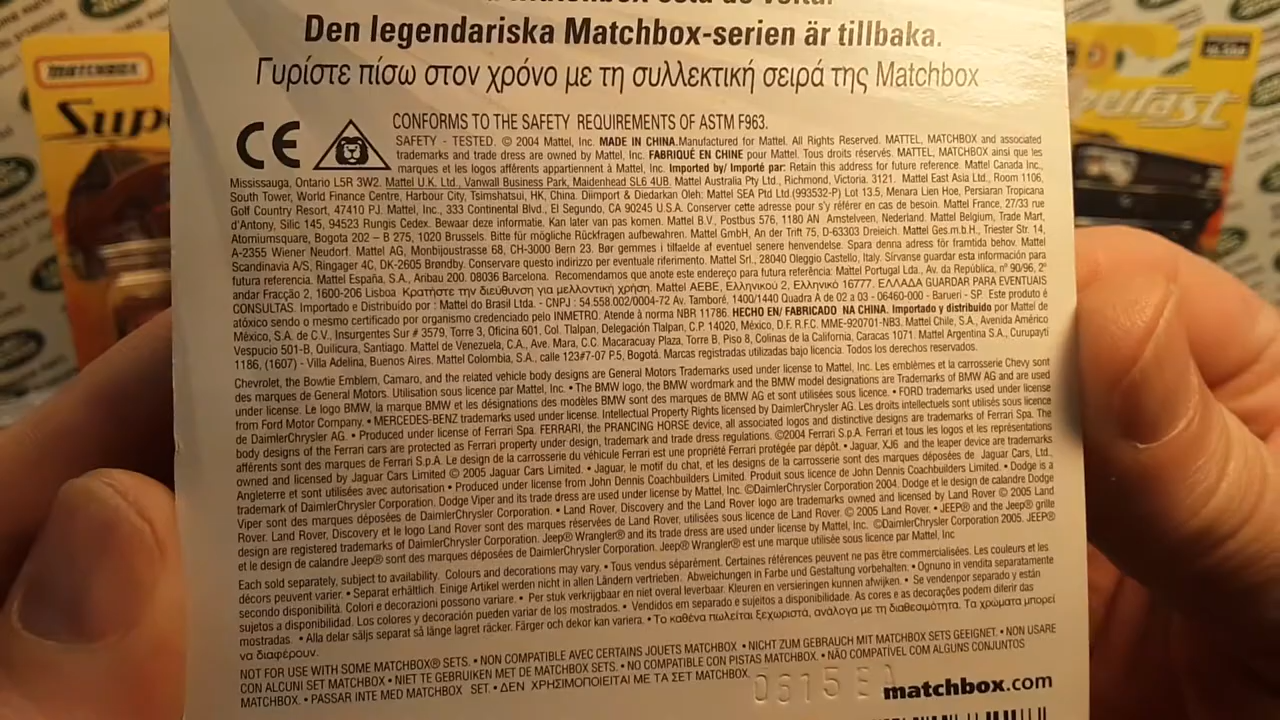 Matchbox está de vuelta.
Den legendariska Matchbox-serien är tillbaka.
Γυρίστε πίσω στον χρόνο με τη συλλεκτική σειρά της Matchbox
CE
CONFORMS TO THE SAFETY REQUIREMENTS OF ASTM F963.
SAFETY - TESTED. © 2004 Mattel, Inc. MADE IN CHINA.Manufactured for Mattel. All Rights Reserved. MATTEL, MATCHBOX and associated
trademarks and trade dress are owned by Mattel, Inc. FABRIQUÉ EN CHINE pour Mattel. Tous droits réservés. MATTEL, MATCHBOX ainsi que les
marques et les logos afférents appartiennent à Mattel, Inc. Imported by/ Importé par: Retain this address for future reference. Mattel Canada Inc.,
Mississauga, Ontario L5R 3W2. Mattel U.K. Ltd., Vanwall Business Park, Maidenhead SL6 4UB. Mattel Australia Pty Ltd., Richmond, Victoria. 3121. Mattel East Asia Ltd., Room 1106,
South Tower, World Finance Centre, Harbour City, Tsimshatsui, HK, China. Diimport & Diedarkan Oleh: Mattel SEA Ptd Ltd.(993532-P) Lot 13.5, Menara Lien Hoe, Persiaran Tropicana
Golf Country Resort, 47410 PJ. Mattel, Inc., 333 Continental Blvd., El Segundo, CA 90245 U.S.A. Conserver cette adresse pour s'y référer en cas de besoin. Mattel France, 27/33 rue
d'Antony, Silic 145, 94523 Rungis Cedex. Bewaar deze informatie. Kan later van pas komen. Mattel B.V., Postbus 576, 1180 AN Amstelveen, Nederland. Mattel Belgium, Trade Mart,
Atomiumsquare, Bogota 202 – B 275, 1020 Brussels. Bitte für mögliche Rückfragen aufbewahren. Mattel GmbH, An der Trift 75, D-63303 Dreieich. Mattel Ges.m.b.H., Triester Str. 14,
A-2355 Wiener Neudorf. Mattel AG, Monbijoustrasse 68, CH-3000 Bern 23. Bør gemmes i tilfælde af eventuel senere henvendelse. Spara denna adress för framtida behov. Mattel
Scandinavia A/S, Ringager 4C, DK-2605 Brøndby. Conservare questo indirizzo per eventuale riferimento. Mattel Srl., 28040 Oleggio Castello, Italy. Sírvanse guardar esta información para
futura referencia. Mattel España, S.A., Aribau 200. 08036 Barcelona. Recomendamos que anote este endereço para futura referência: Mattel Portugal Lda., Av. da República, nº 90/96, 2º
andar Fracção 2, 1600-206 Lisboa. Κρατήστε την διεύθυνση για μελλοντική χρήση. Mattel AEBE, Ελληνικού 2, Ελληνικό 16777. ΕΛΛΑΔΑ GUARDAR PARA EVENTUAIS
CONSULTAS. Importado e Distribuido por : Mattel do Brasil Ltda. - CNPJ : 54.558.002/0004-72 Av. Tamboré, 1400/1440 Quadra A de 02 a 03 - 06460-000 - Barueri - SP. Este produto é
atóxico sendo o mesmo certificado por organismo credenciado pelo INMETRO. Atende à norma NBR 11786. HECHO EN/ FABRICADO NA CHINA. Importado y distribuido por Mattel de
México, S.A. de C.V., Insurgentes Sur # 3579, Torre 3, Oficina 601, Col. Tlalpan, Delegación Tlalpan, C.P. 14020, México, D.F. R.F.C. MME-920701-NB3. Mattel Chile, S.A., Avenida Américo
Vespucio 501-B, Quilicura, Santiago. Mattel de Venezuela, C.A., Ave. Mara, C.C. Macaracuay Plaza, Torre B, Piso 8, Colinas de la California, Caracas 1071. Mattel Argentina S.A., Curupaytí
1186, (1607) - Villa Adelina, Buenos Aires. Mattel Colombia, S.A., calle 123#7-07 P.5, Bogotá. Marcas registradas utilizadas bajo licencia. Todos los derechos reservados.
Chevrolet, the Bowtie Emblem, Camaro, and the related vehicle body designs are General Motors Trademarks used under license to Mattel, Inc. Les emblèmes et la carrosserie Chevy sont
des marques de General Motors. Utilisation sous licence par Mattel, Inc. • The BMW logo, the BMW wordmark and the BMW model designations are Trademarks of BMW AG and are used
under license. Le logo BMW, la marque BMW et les désignations des modèles BMW sont des marques de BMW AG et sont utilisées sous licence. • FORD trademarks used under license
from Ford Motor Company. • MERCEDES-BENZ trademarks used under license. Intellectual Property Rights licensed by DaimlerChrysler AG. Les droits intellectuels sont utilisés sous licence
de DaimlerChrysler AG. • Produced under license of Ferrari Spa. FERRARI, the PRANCING HORSE device, all associated logos and distinctive designs are trademarks of Ferrari Spa. The
body designs of the Ferrari cars are protected as Ferrari property under design, trademark and trade dress regulations. ©2004 Ferrari S.p.A. Ferrari et tous les logos et les représentations
afférents sont des marques de Ferrari S.p.A. Le design de la carrosserie du véhicule Ferrari est une propriété Ferrari protégée par dépôt. • Jaguar, XJ6 and the leaper device are trademarks
owned and licensed by Jaguar Cars Limited © 2005 Jaguar Cars Limited. • Jaguar, le motif du chat, et les designs de la carrosserie sont des marques déposées de Jaguar Cars, Ltd.,
Angleterre et sont utilisées avec autorisation • Produced under license from John Dennis Coachbuilders Limited. Produit sous licence de John Dennis Coachbuilders Limited. • Dodge is a
trademark of DaimlerChrysler Corporation. Dodge Viper and its trade dress are used under license by Mattel, Inc. ©DaimlerChrysler Corporation 2004. Dodge et le design de calandre Dodge
Viper sont des marques déposées de DaimlerChrysler Corporation. • Land Rover, Discovery and the Land Rover logo are trademarks owned and licensed by Land Rover © 2005 Land
Rover. Land Rover, Discovery et le logo Land Rover sont des marques réservées de Land Rover, utilisées sous licence de Land Rover. © 2005 Land Rover. • JEEP® and the Jeep® grille
design are registered trademarks of DaimlerChrysler Corporation. Jeep® Wrangler® and its trade dress are used under license by Mattel, Inc. ©DaimlerChrysler Corporation 2005. JEEP®
et le design de calandre Jeep® sont des marques déposées de DaimlerChrysler Corporation. Jeep® Wrangler® est une marque utilisée sous licence par Mattel, Inc
Each sold separately, subject to availability. Colours and decorations may vary. • Tous vendus séparément. Certaines références peuvent ne pas être commercialisées. Les couleurs et les
décors peuvent varier. • Separat erhältlich. Einige Artikel werden nicht in allen Ländern vertrieben. Abweichungen in Farbe und Gestaltung vorbehalten. • Ognuno in vendita separatamente
secondo disponibilità. Colori e decorazioni possono variare. • Per stuk verkrijgbaar en niet overal leverbaar. Kleuren en versieringen kunnen afwijken. • Se vendenpor separado y están
sujetos a disponibilidad. Los colores y decoración pueden variar de los mostrados. • Vendidos em separado e sujeitos a disponibilidade. As cores e as decorações podem diferir das
mostradas. • Alla delar säljs separat så länge lagret räcker. Färger och dekor kan variera. • Το καθένα πωλείται ξεχωριστά, ανάλογα με τη διαθεσιμότητα. Τα χρώματα μπορεί
να διαφέρουν.
NOT FOR USE WITH SOME MATCHBOX® SETS. • NON COMPATIBLE AVEC CERTAINS JOUETS MATCHBOX • NICHT ZUM GEBRAUCH MIT MATCHBOX SETS GEEIGNET. • NON USARE
CON ALCUNI SET MATCHBOX • NIET TE GEBRUIKEN MET DE MATCHBOX SETS. • NO COMPATIBLE CON PISTAS MATCHBOX. • NÃO COMPATÍVEL COM ALGUNS CONJUNTOS
MATCHBOX. • PASSAR INTE MED MATCHBOX SET. • ΔΕΝ ΧΡΗΣΙΜΟΠΟΙΕΙΤΑΙ ΜΕ ΤΑ ΣΕΤ MATCHBOX.
0615EA
matchbox.com
MATCHBOX